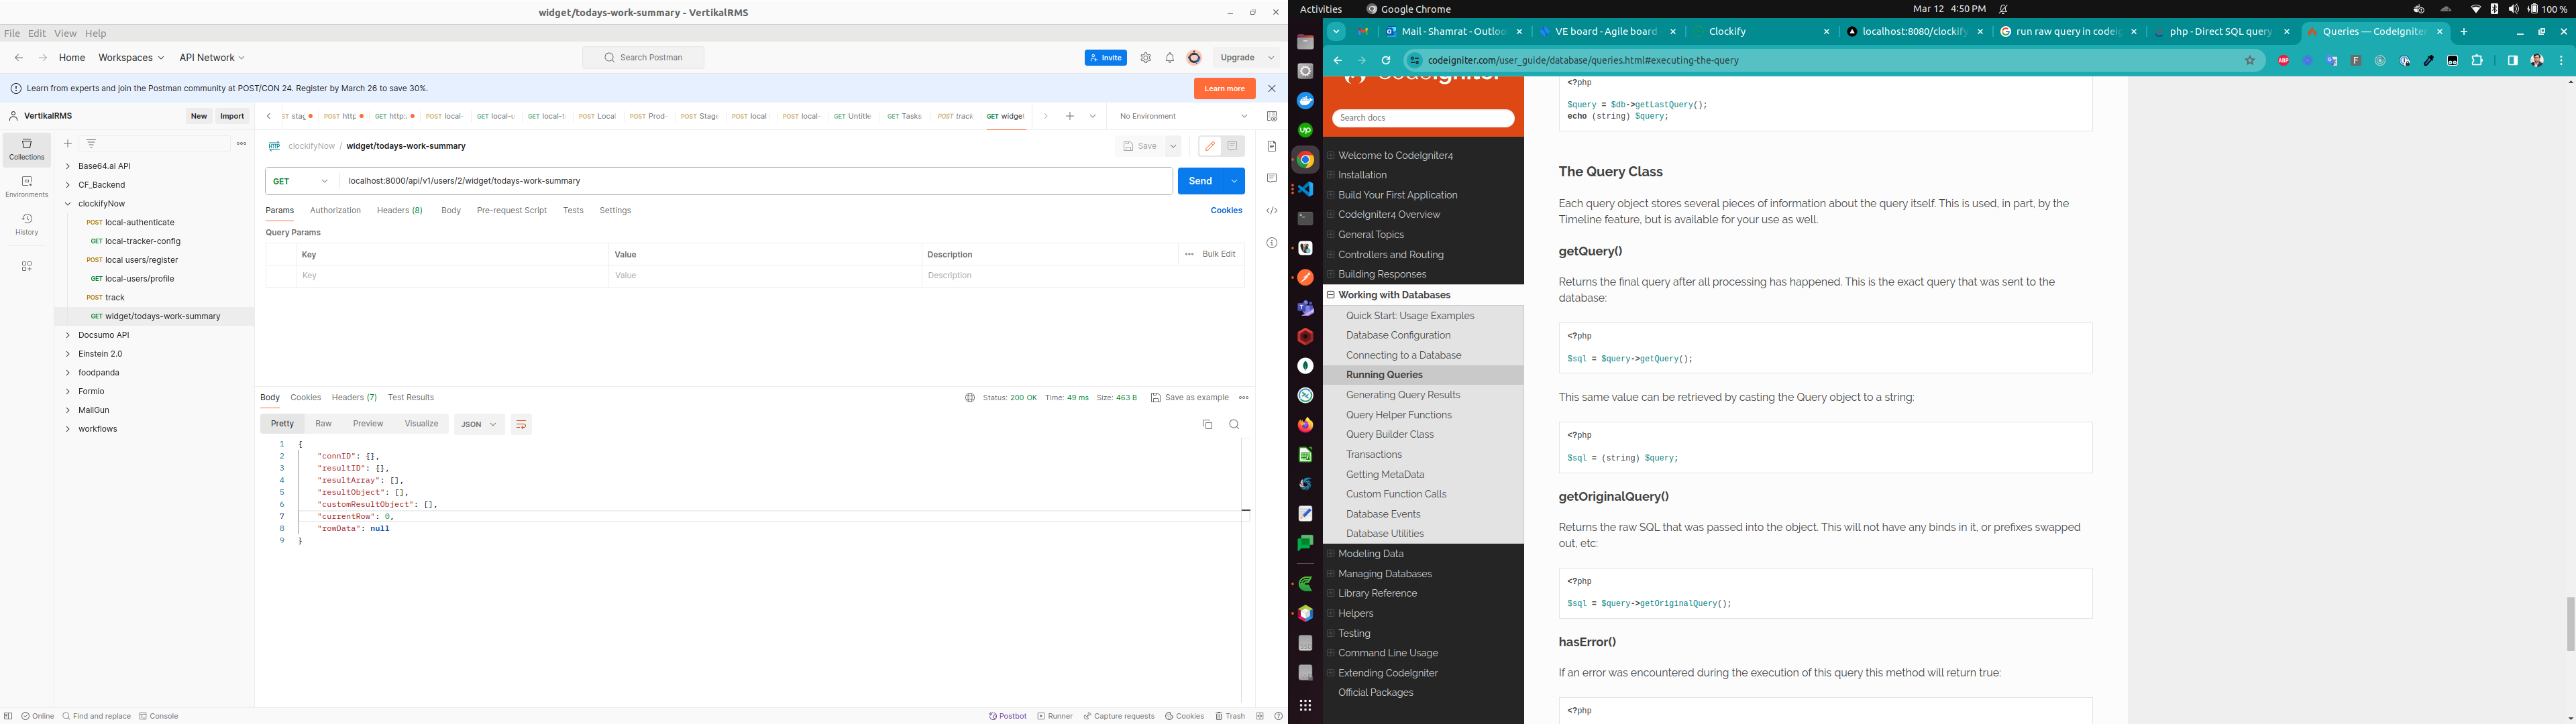 widget/todays-work-summary - VertikalRMS
File Edit View Help
Home Workspaces API Network
Search Postman
Invite
Upgrade
Learn from experts and join the Postman community at POST/CON 24. Register by March 26 to save 30%.
Learn more
VertikalRMS
New Import
POST http:
GET http:
POST local-
GET local-u
GET local-t
POST Local
POST Prod-
POST Stage
POST local
POST local-
GET Untitle
GET Tasks
POST track
GET widget
No Environment
Collections
Environments
History
Base64.ai API
CF_Backend
clockifyNow
POST local-authenticate
GET local-tracker-config
POST local users/register
GET local-users/profile
POST track
GET widget/todays-work-summary
Docsumo API
Einstein 2.0
foodpanda
Formio
MailGun
workflows
clockifyNow / widget/todays-work-summary
Save
GET
localhost:8000/api/v1/users/2/widget/todays-work-summary
Send
Params Authorization Headers (8) Body Pre-request Script Tests Settings
Cookies
Query Params
Key Value Description
Bulk Edit
Key Value Description
Body Cookies Headers (7) Test Results
Status: 200 OK Time: 49 ms Size: 463 B
Save as example
Pretty Raw Preview Visualize JSON
1 {
2 "connID": {},
3 "resultID": {},
4 "resultArray": [],
5 "resultObject": [],
6 "customResultObject": [],
7 "currentRow": 0,
8 "rowData": null
9 }
Online Find and replace Console
Postbot Runner Capture requests Cookies Trash
Activities Google Chrome
Mar 12 4:50 PM
100 %
Mail - Shamrat - Outloo
VE board - Agile board
Clockify
localhost:8080/clockify
run raw query in codeig
php - Direct SQL query
Queries — CodeIgniter
codeigniter.com/user_guide/database/queries.html#executing-the-query
CodeIgniter
Search docs
Welcome to CodeIgniter4
Installation
Build Your First Application
CodeIgniter4 Overview
General Topics
Controllers and Routing
Building Responses
Working with Databases
Quick Start: Usage Examples
Database Configuration
Connecting to a Database
Running Queries
Generating Query Results
Query Helper Functions
Query Builder Class
Transactions
Getting MetaData
Custom Function Calls
Database Events
Database Utilities
Modeling Data
Managing Databases
Library Reference
Helpers
Testing
Command Line Usage
Extending CodeIgniter
Official Packages
<?php
$query = $db->getLastQuery();
echo (string) $query;
The Query Class
Each query object stores several pieces of information about the query itself. This is used, in part, by the
Timeline feature, but is available for your use as well.
getQuery()
Returns the final query after all processing has happened. This is the exact query that was sent to the
database:
<?php
$sql = $query->getQuery();
This same value can be retrieved by casting the Query object to a string:
<?php
$sql = (string) $query;
getOriginalQuery()
Returns the raw SQL that was passed into the object. This will not have any binds in it, or prefixes swapped
out, etc:
<?php
$sql = $query->getOriginalQuery();
hasError()
If an error was encountered during the execution of this query this method will return true:
<?php